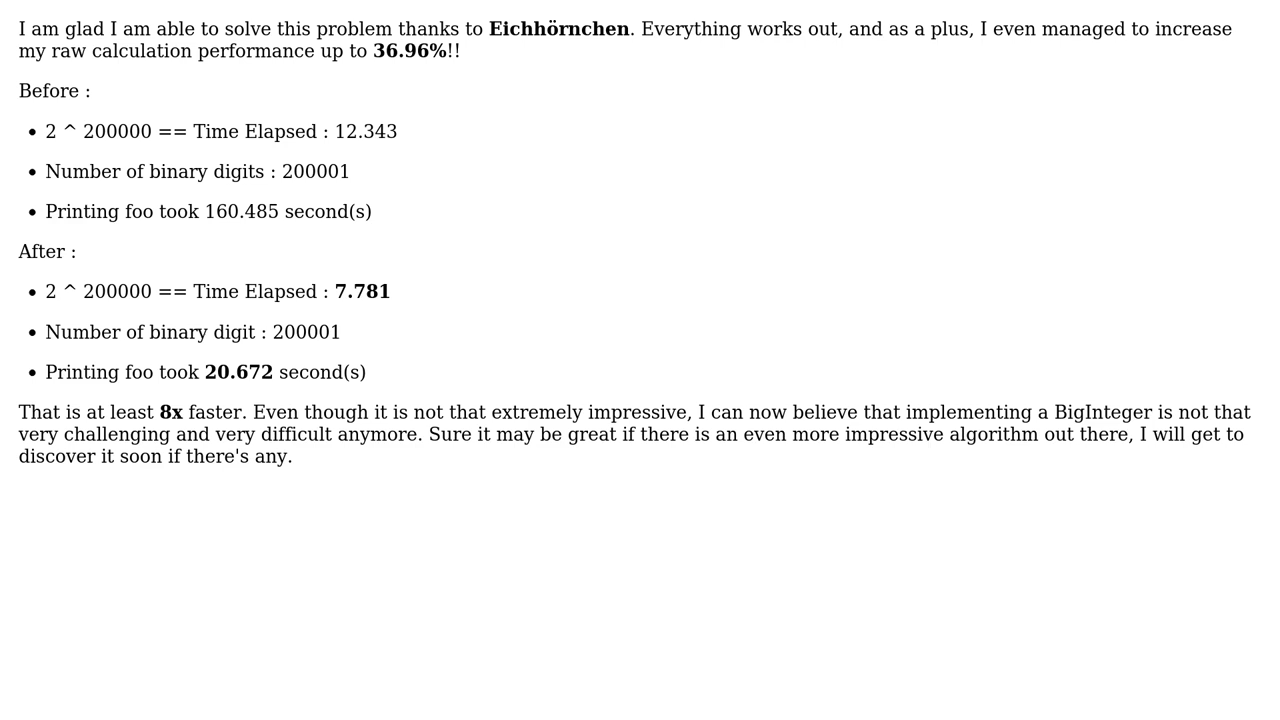 I am glad I am able to solve this problem thanks to Eichhörnchen. Everything works out, and as a plus, I even managed to increase
my raw calculation performance up to 36.96%!!
Before :
• 2 ^ 200000 == Time Elapsed : 12.343
• Number of binary digits : 200001
• Printing foo took 160.485 second(s)
After :
• 2 ^ 200000 == Time Elapsed : 7.781
• Number of binary digit : 200001
• Printing foo took 20.672 second(s)
That is at least 8x faster. Even though it is not that extremely impressive, I can now believe that implementing a BigInteger is not that
very challenging and very difficult anymore. Sure it may be great if there is an even more impressive algorithm out there, I will get to
discover it soon if there's any.